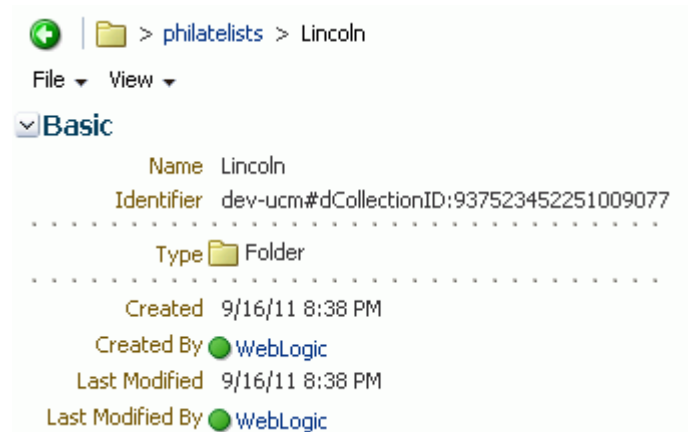 > philatelists > Lincoln
File View
Basic
Name Lincoln
Identifier dev-ucm#dCollectionID:937523452251009077
Type Folder
Created 9/16/11 8:38 PM
Created By WebLogic
Last Modified 9/16/11 8:38 PM
Last Modified By WebLogic